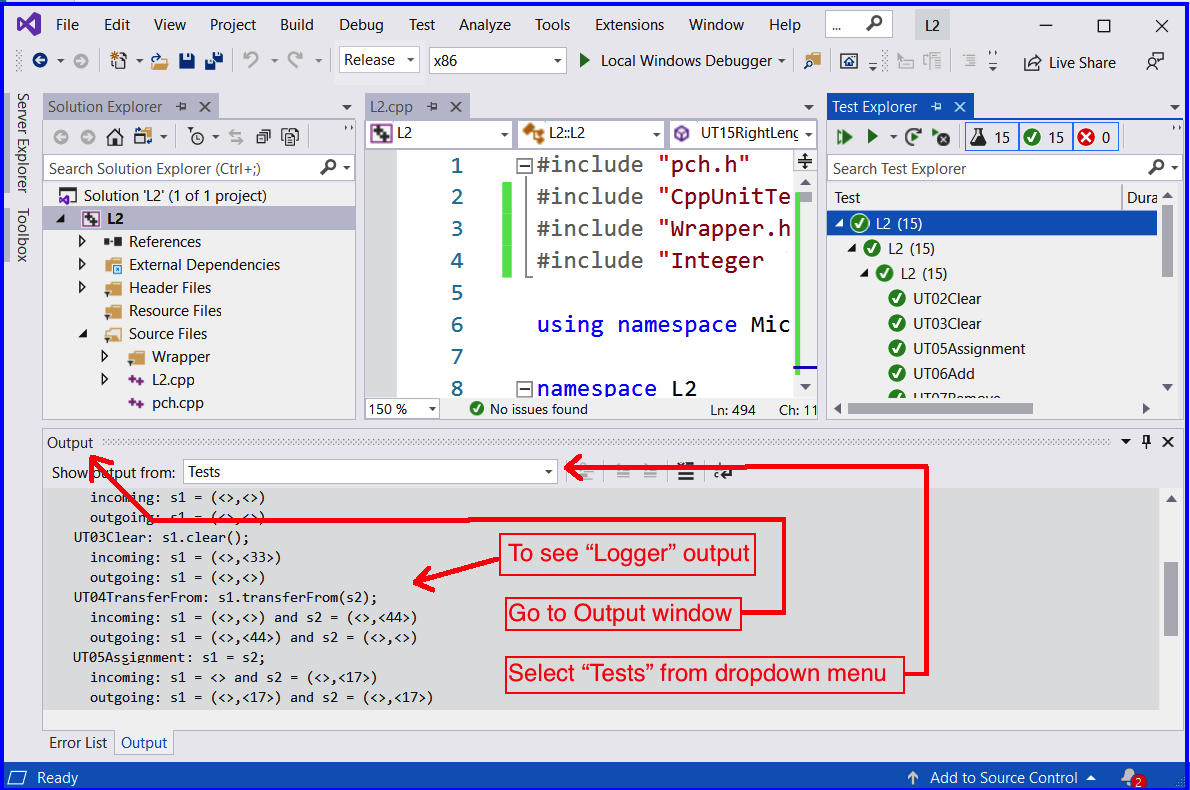 File Edit View Project Build Debug Test Analyze Tools Extensions Window Help ... L2
Release x86 Local Windows Debugger Live Share
Server Explorer
Toolbox
Solution Explorer
Search Solution Explorer (Ctrl+;)
Solution 'L2' (1 of 1 project)
L2
References
External Dependencies
Header Files
Resource Files
Source Files
Wrapper
L2.cpp
pch.cpp
L2.cpp
L2 L2::L2 UT15RightLeng
1 #include "pch.h"
2 #include "CppUnitTe
3 #include "Wrapper.h
4 #include "Integer
5
6 using namespace Mic
7
8 namespace L2
150 % No issues found Ln: 494 Ch: 11
Test Explorer
15 15 0
Search Test Explorer
Test Dura
L2 (15)
L2 (15)
L2 (15)
UT02Clear
UT03Clear
UT05Assignment
UT06Add
UT07Remove
Output
Show output from: Tests
incoming: s1 = (<>,<>)
outgoing: s1 = (<>,<>)
UT03Clear: s1.clear();
incoming: s1 = (<>,<33>)
outgoing: s1 = (<>,<>)
UT04TransferFrom: s1.transferFrom(s2);
incoming: s1 = (<>,<>) and s2 = (<>,<44>)
outgoing: s1 = (<>,<44>) and s2 = (<>,<>)
UT05Assignment: s1 = s2;
incoming: s1 = <> and s2 = (<>,<17>)
outgoing: s1 = (<>,<17>) and s2 = (<>,<17>)
To see “Logger” output
Go to Output window
Select “Tests” from dropdown menu
Error List Output
Ready Add to Source Control 2